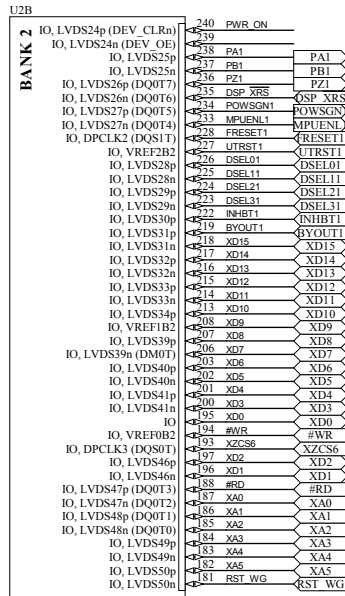 U2B
BANK 2
IO, LVDS24p (DEV_CLRn) 240 PWR_ON
IO, LVDS24n (DEV_OE) 239
IO, LVDS25p 238 PA1 PA1
IO, LVDS25n 237 PB1 PB1
IO, LVDS26p (DQ0T7) 236 PZ1 PZ1
IO, LVDS26n (DQ0T6) 235 DSP XRS DSP XRS
IO, LVDS27p (DQ0T5) 234 POWSGN1 POWSGN
IO, LVDS27n (DQ0T4) 233 MPUENL1 MPUENL
IO, DPCLK2 (DQS1T) 228 FRESET1 FRESET1
IO, VREF2B2 227 UTRST1 UTRST1
IO, LVDS28p 226 DSEL01 DSEL01
IO, LVDS28n 225 DSEL11 DSEL11
IO, LVDS29p 224 DSEL21 DSEL21
IO, LVDS29n 223 DSEL31 DSEL31
IO, LVDS30p 222 INHBT1 INHBT1
IO, LVDS31p 219 BYOUT1 BYOUT1
IO, LVDS31n 218 XD15 XD15
IO, LVDS32p 217 XD14 XD14
IO, LVDS32n 216 XD13 XD13
IO, LVDS33p 215 XD12 XD12
IO, LVDS33n 214 XD11 XD11
IO, LVDS34p 213 XD10 XD10
IO, VREF1B2 208 XD9 XD9
IO, LVDS39p 207 XD8 XD8
IO, LVDS39n (DM0T) 206 XD7 XD7
IO, LVDS40p 203 XD6 XD6
IO, LVDS40n 202 XD5 XD5
IO, LVDS41p 201 XD4 XD4
IO, LVDS41n 200 XD3 XD3
IO 195 XD0 XD0
IO, VREF0B2 194 #WR #WR
IO, DPCLK3 (DQS0T) 193 XZCS6 XZCS6
IO, LVDS46p 197 XD2 XD2
IO, LVDS46n 196 XD1 XD1
IO, LVDS47p (DQ0T3) 188 #RD #RD
IO, LVDS47n (DQ0T2) 187 XA0 XA0
IO, LVDS48p (DQ0T1) 186 XA1 XA1
IO, LVDS48n (DQ0T0) 185 XA2 XA2
IO, LVDS49p 184 XA3 XA3
IO, LVDS49n 183 XA4 XA4
IO, LVDS50p 182 XA5 XA5
IO, LVDS50n 181 RST_WG RST WG